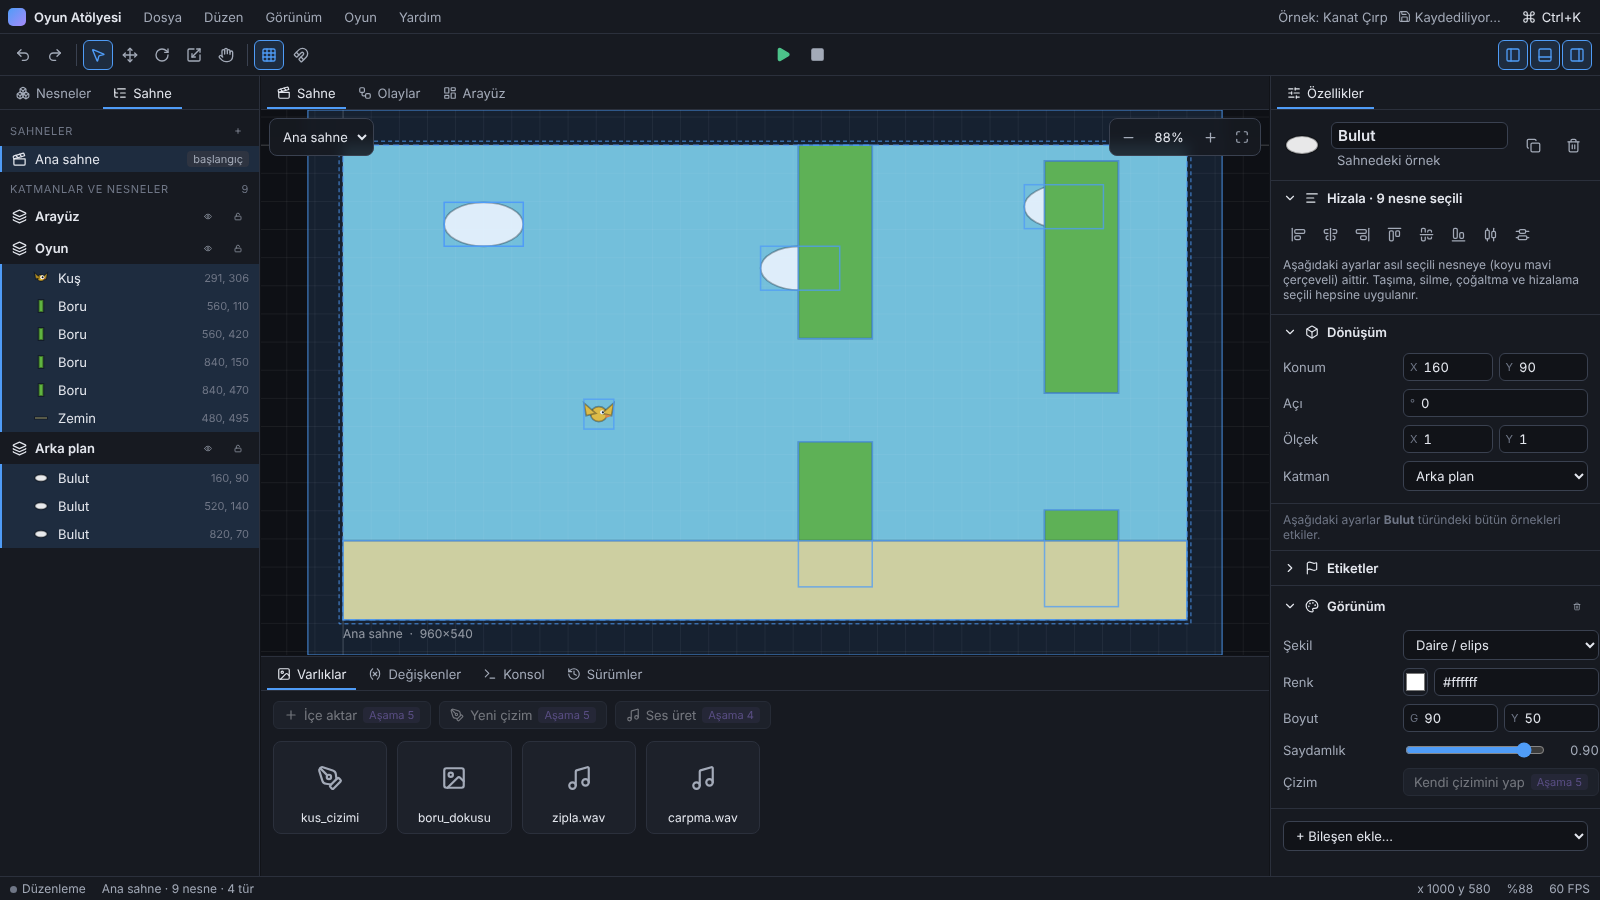 Oyun Atölyesi Dosya Düzen Görünüm Oyun Yardım Örnek: Kanat Çırp Kaydediliyor... ⌘ Ctrl+K
Nesneler Sahne
SAHNELER +
Ana sahne başlangıç
KATMANLAR VE NESNELER 9
Arayüz
Oyun
Kuş 291, 306
Boru 560, 110
Boru 560, 420
Boru 840, 150
Boru 840, 470
Zemin 480, 495
Arka plan
Bulut 160, 90
Bulut 520, 140
Bulut 820, 70
Sahne Olaylar Arayüz
Ana sahne − 88% +
Ana sahne · 960×540
Varlıklar Değişkenler Konsol Sürümler
+ İçe aktar Aşama 5 Yeni çizim Aşama 5 Ses üret Aşama 4
kus_cizimi boru_dokusu zipla.wav carpma.wav
Özellikler
Bulut
Sahnedeki örnek
Hizala · 9 nesne seçili
Aşağıdaki ayarlar asıl seçili nesneye (koyu mavi
çerçeveli) aittir. Taşıma, silme, çoğaltma ve hizalama
seçili hepsine uygulanır.
Dönüşüm
Konum X 160 Y 90
Açı ° 0
Ölçek X 1 Y 1
Katman Arka plan
Aşağıdaki ayarlar Bulut türündeki bütün örnekleri
etkiler.
Etiketler
Görünüm
Şekil Daire / elips
Renk #ffffff
Boyut G 90 Y 50
Saydamlık 0.90
Çizim Kendi çizimini yap Aşama 5
+ Bileşen ekle...
Düzenleme Ana sahne · 9 nesne · 4 tür x 1000 y 580 %88 60 FPS